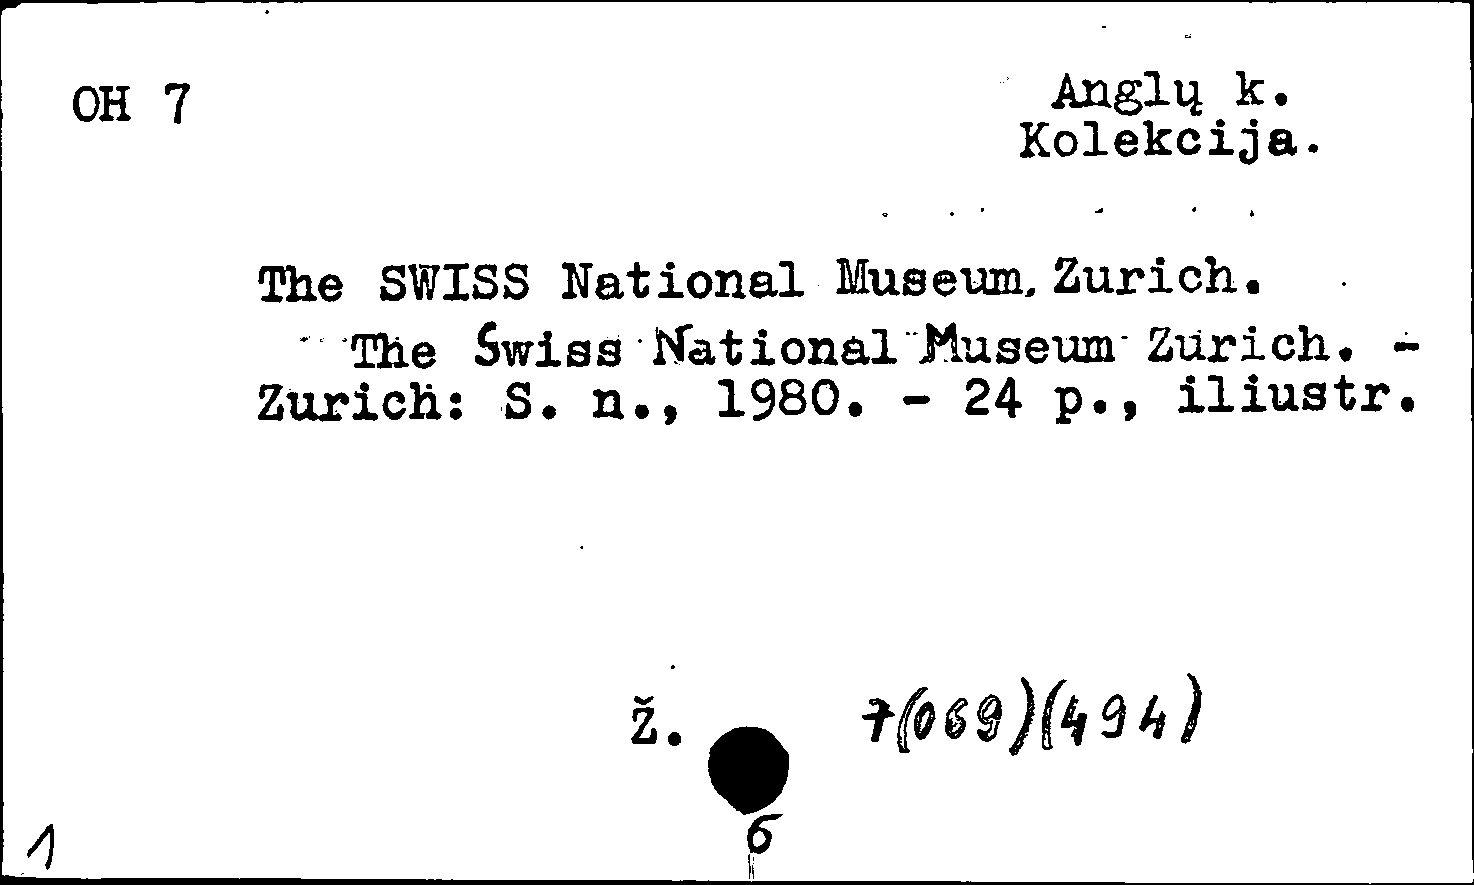 OH 7
Anglų k.
Kolekcija.
The SWISS National Museum, Zurich.
The Swiss National Museum Zurich. -
Zurich: S. n., 1980. - 24 p., iliustr.
Ž.
7(069)(494)
6
1